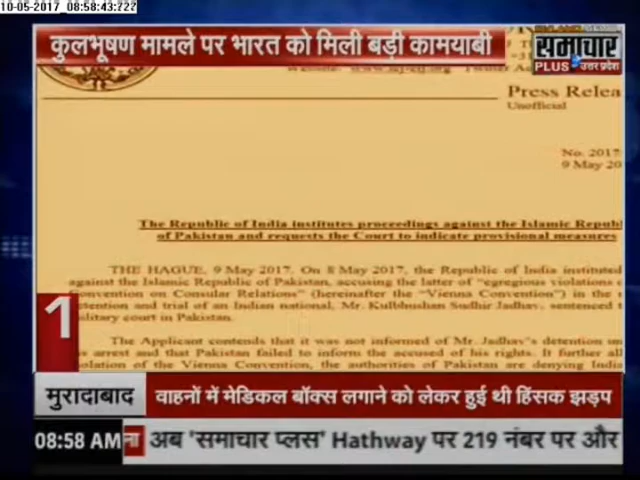 10-05-2017_08:58:43:727
कुलभूषण मामले पर भारत को मिली बड़ी कामयाबी
समाचार
PLUS उत्तर प्रदेश
Press Relea
Unofficial
No. 2017
9 May 20
The Republic of India institutes proceedings against the Islamic Republ
of Pakistan and requests the Court to indicate provisional measures
THE HAGUE, 9 May 2017. On 8 May 2017, the Republic of India instituted
against the Islamic Republic of Pakistan, accusing the latter of "egregious violations o
Convention on Consular Relations" (hereinafter the "Vienna Convention") in the
detention and trial of an Indian national, Mr. Kulbhushan Sudhir Jadhav, sentenced t
military court in Pakistan.
The Applicant contends that it was not informed of Mr. Jadhav's detention un
is arrest and that Pakistan failed to inform the accused of his rights. It further all
iolation of the Vienna Convention, the authorities of Pakistan are denying India
1
मुरादाबाद
वाहनों में मेडिकल बॉक्स लगाने को लेकर हुई थी हिंसक झड़प
08:58 AM
ना अब 'समाचार प्लस' Hathway पर 219 नंबर पर और